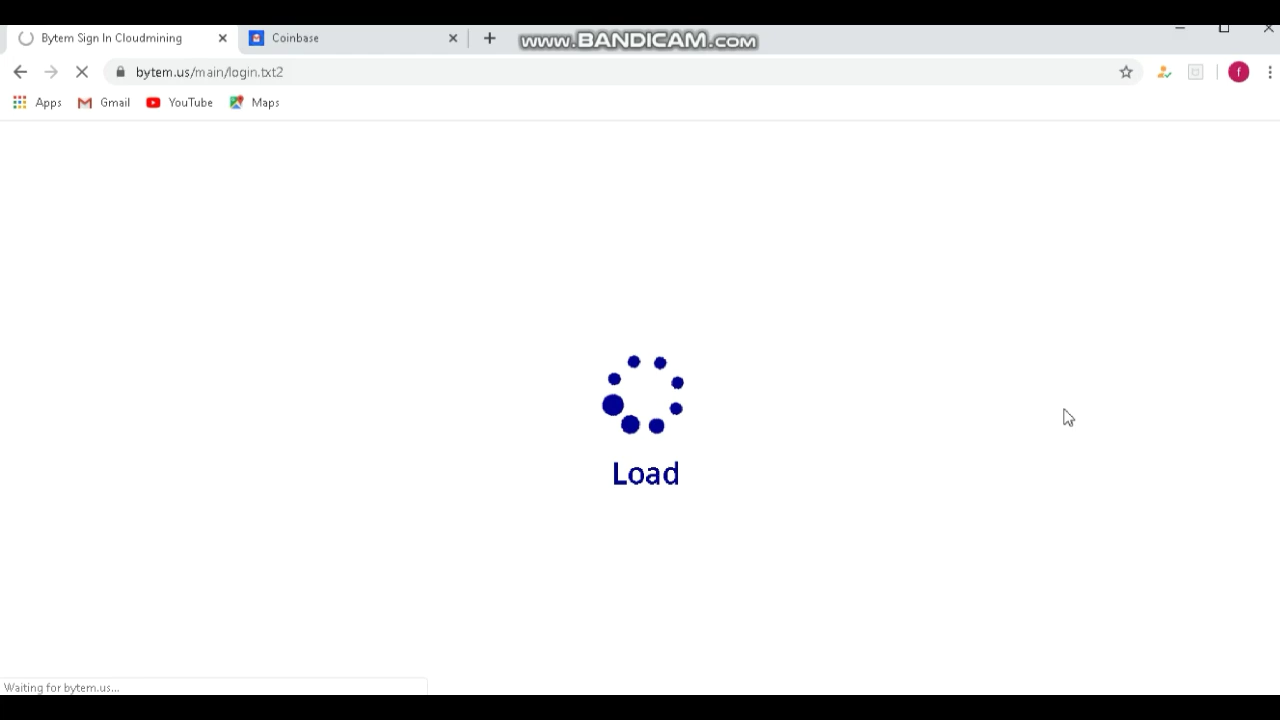 Bytem Sign In Cloudmining
Coinbase
www.BANDICAM.com
bytem.us/main/login.txt2
f
Apps
Gmail
YouTube
Maps
Load
Waiting for bytem.us...